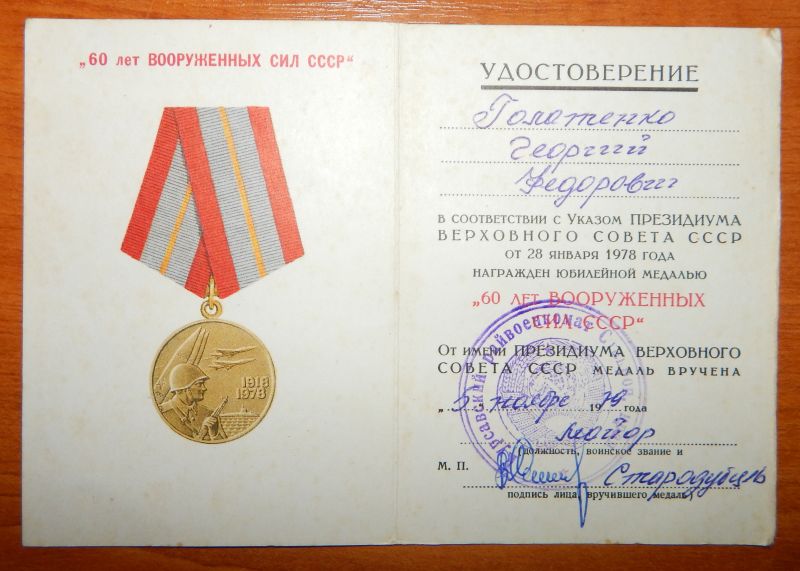 „60 лет ВООРУЖЕННЫХ СИЛ СССР“
1918
1978
УДОСТОВЕРЕНИЕ
Голотенко
Георгий
Федорович
в соответствии с Указом ПРЕЗИДИУМА
ВЕРХОВНОГО СОВЕТА СССР
от 28 января 1978 года
награжден юбилейной медалью
„60 лет ВООРУЖЕННЫХ
СИЛ СССР“
От имени ПРЕЗИДИУМА ВЕРХОВНОГО
СОВЕТА СССР медаль вручена
„5“ ноября 1979 года
майор
(должность, воинское звание и
М. П. Стародубцев
подпись лица, вручившего медаль)
райвоенкомат